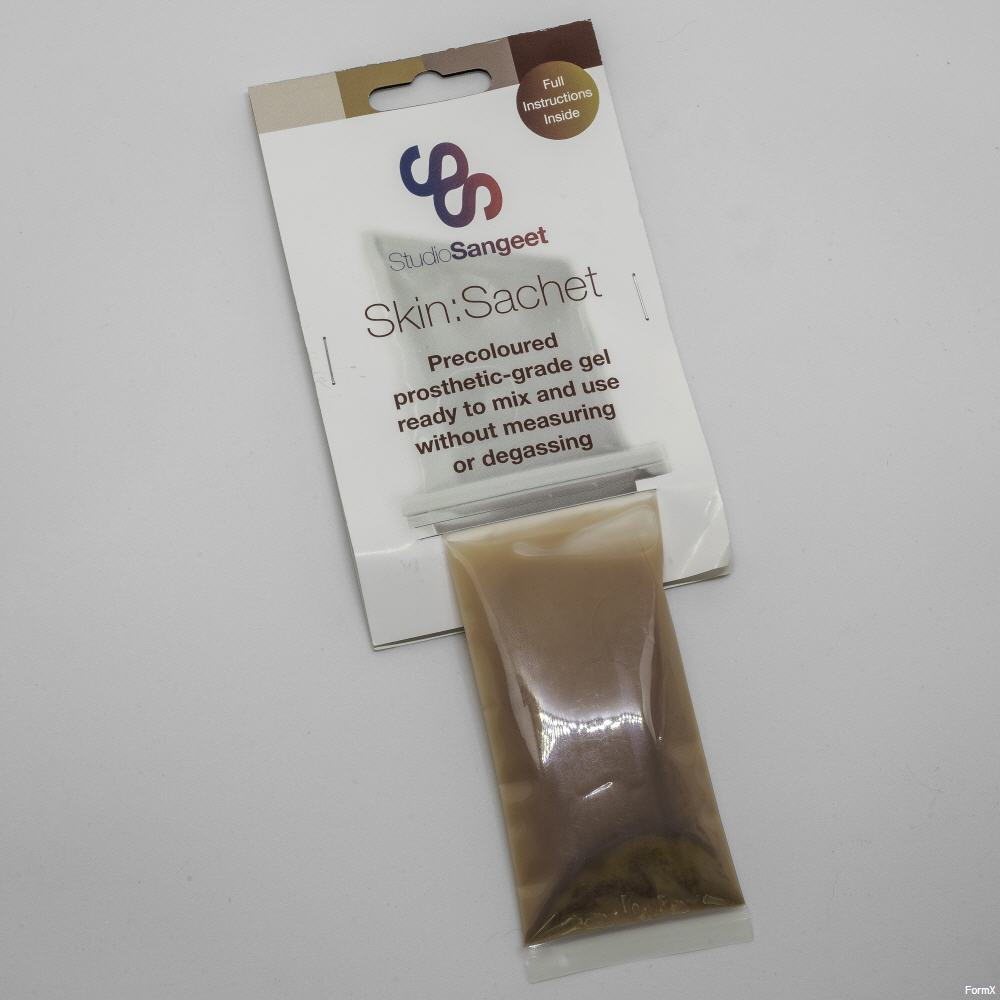 Full
Instructions
Inside
StudioSangeet
Skin:Sachet
Precoloured
prosthetic-grade gel
ready to mix and use
without measuring
or degassing
FormX